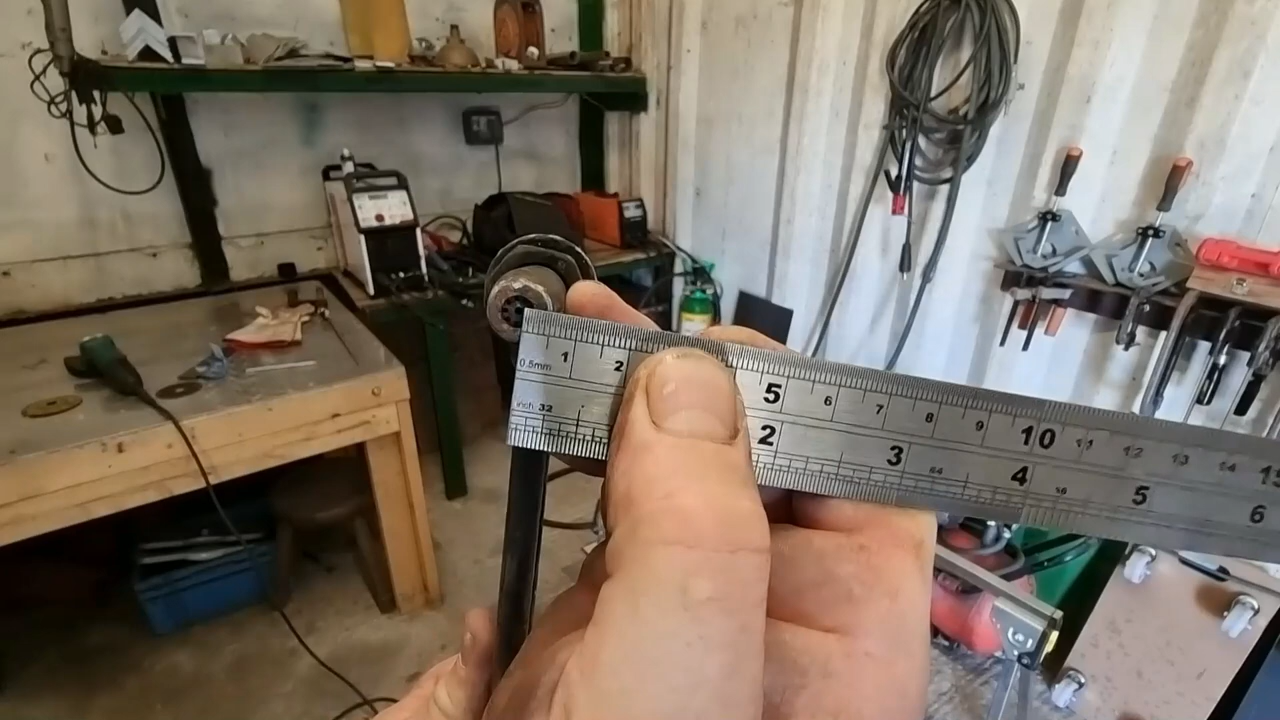 0.5mm 1 2 5 6 7 8 9 10 11 12 13 14 15
inch 32 2 3 64 4 16 5 6